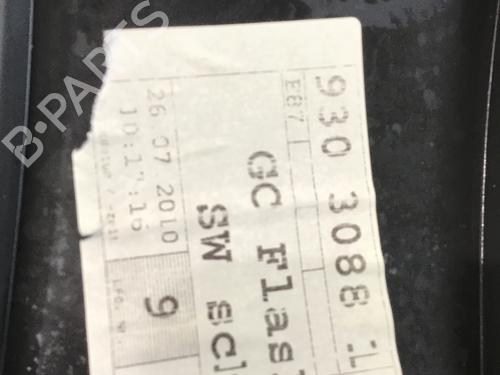 930 3088
E87
GC Flas
SW sc
26.07.2010
9
B-PARTS